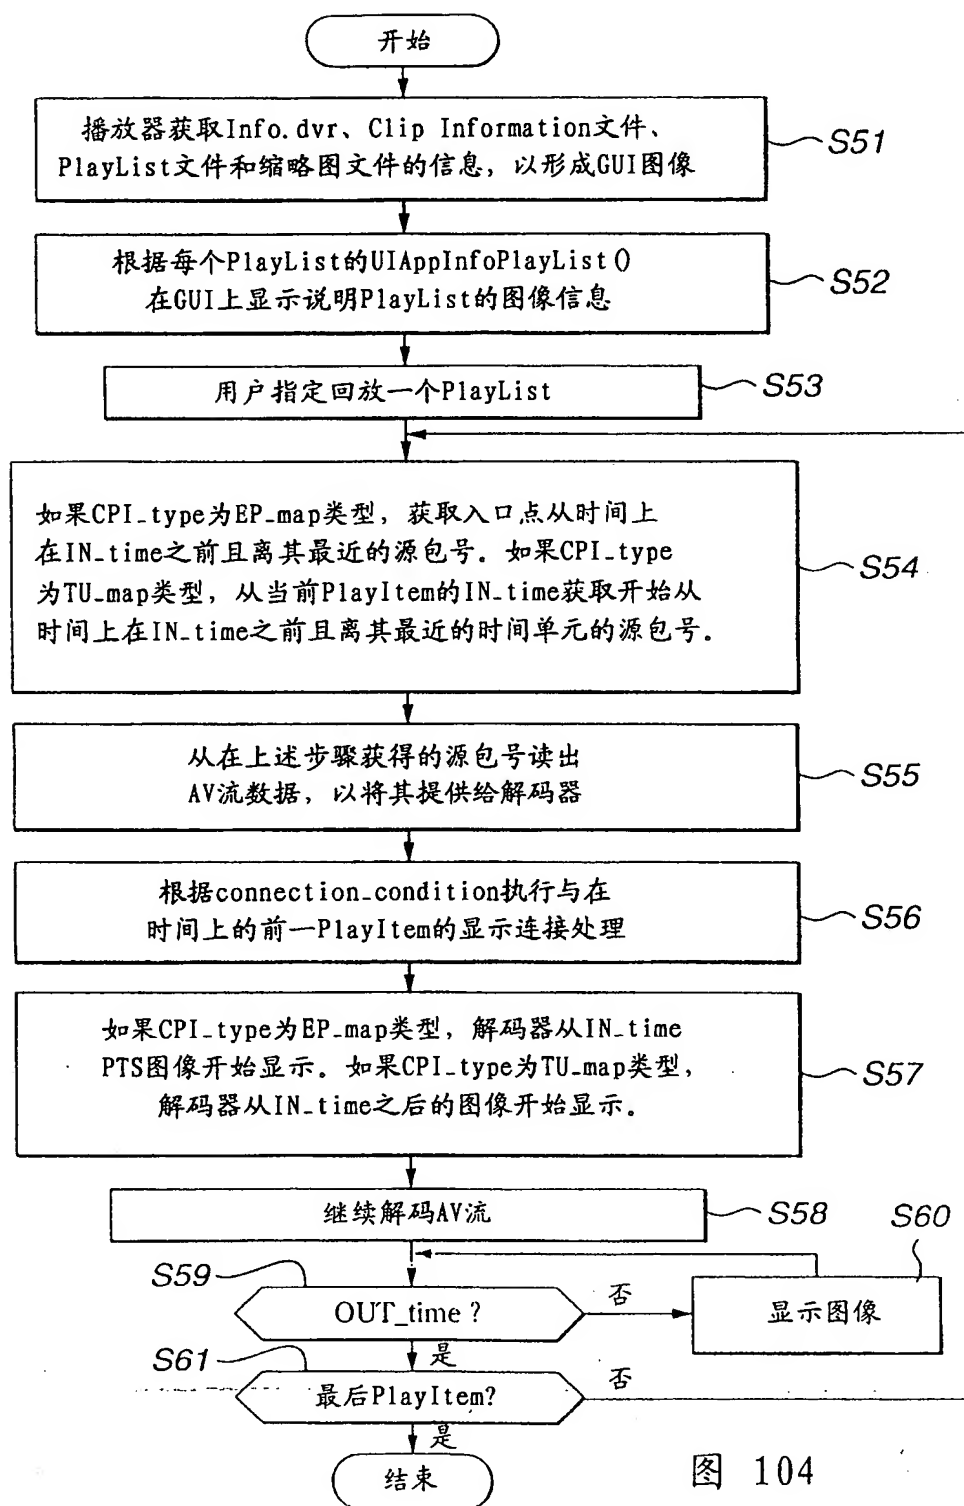 开始
播放器获取Info.dvr、Clip Information文件、
PlayList文件和缩略图文件的信息，以形成GUI图像
S51
根据每个PlayList的UIAppInfoPlayList()
在GUI上显示说明PlayList的图像信息
S52
用户指定回放一个PlayList
S53
如果CPI_type为EP_map类型，获取入口点从时间上
在IN_time之前且离其最近的源包号。如果CPI_type
为TU_map类型，从当前PlayItem的IN_time获取开始从
时间上在IN_time之前且离其最近的时间单元的源包号。
S54
从在上述步骤获得的源包号读出
AV流数据，以将其提供给解码器
S55
根据connection_condition执行与在
时间上的前一PlayItem的显示连接处理
S56
如果CPI_type为EP_map类型，解码器从IN_time
PTS图像开始显示。如果CPI_type为TU_map类型，
解码器从IN_time之后的图像开始显示。
S57
继续解码AV流
S58
S60
S59
OUT_time ?
否
显示图像
是
S61
最后PlayItem?
否
是
结束
图 104